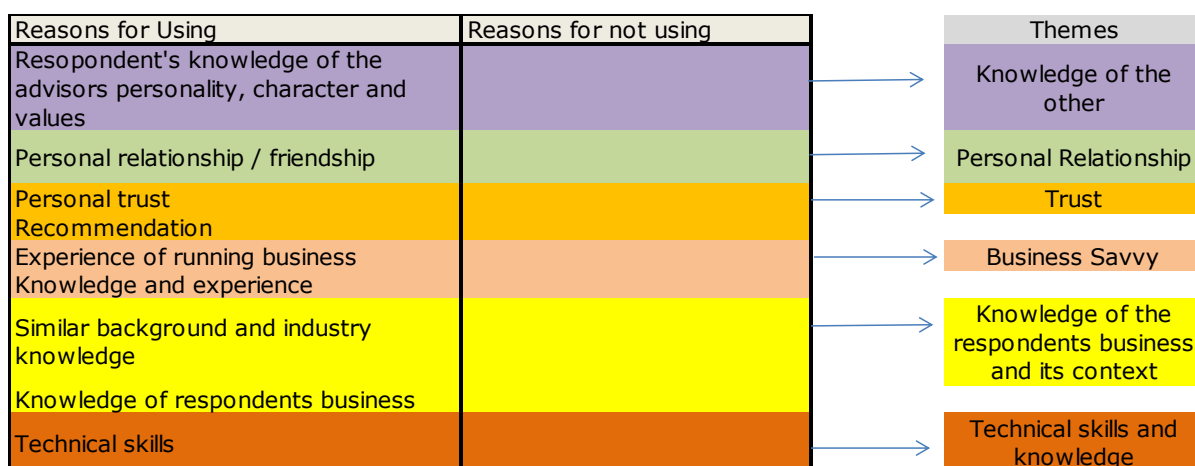 Reasons for Using
Reasons for not using
Themes
Resopondent's knowledge of the
advisors personality, character and
values
Knowledge of the
other
Personal relationship / friendship
Personal Relationship
Personal trust
Recommendation
Trust
Experience of running business
Knowledge and experience
Business Savvy
Similar background and industry
knowledge
Knowledge of respondents business
Knowledge of the
respondents business
and its context
Technical skills
Technical skills and
knowledge